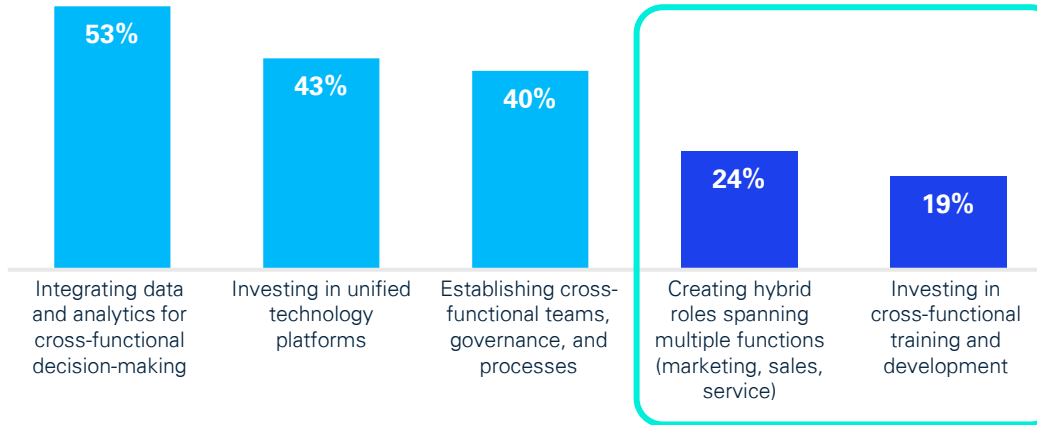 53%
43%
40%
24%
19%
Integrating data
and analytics for
cross-functional
decision-making
Investing in unified
technology
platforms
Establishing cross-
functional teams,
governance, and
processes
Creating hybrid
roles spanning
multiple functions
(marketing, sales,
service)
Investing in
cross-functional
training and
development